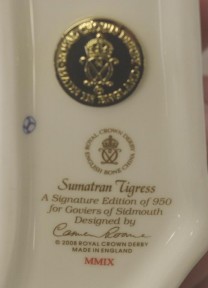 ROYAL CROWN DERBY
ENGLISH BONE CHINA
Sumatran Tigress
A Signature Edition of 950
for Goviers of Sidmouth
Designed by
© 2008 ROYAL CROWN DERBY
MADE IN ENGLAND
MMIX